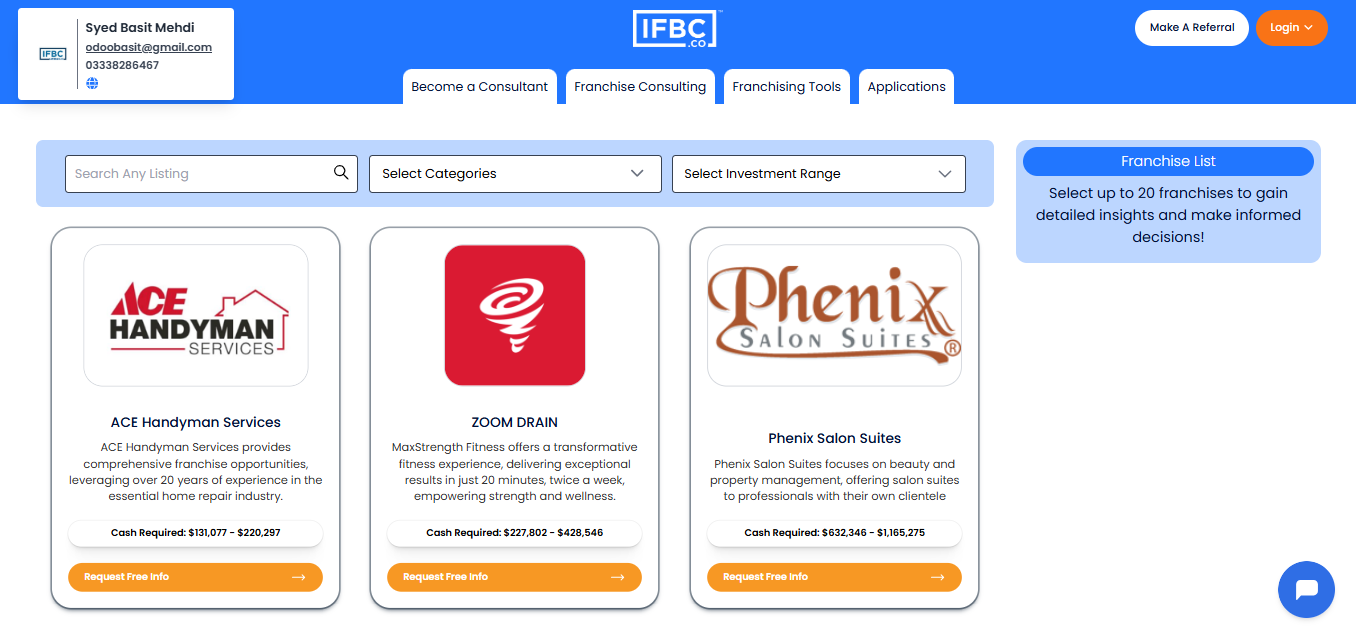 IFBC
Syed Basit Mehdi
odoobasit@gmail.com
03338286467
IFBC
.CO
™
Make A Referral
Login
Become a Consultant
Franchise Consulting
Franchising Tools
Applications
Search Any Listing
Select Categories
Select Investment Range
Franchise List
Select up to 20 franchises to gain
detailed insights and make informed
decisions!
ACE
HANDYMAN
SERVICES
ACE Handyman Services
ACE Handyman Services provides
comprehensive franchise opportunities,
leveraging over 20 years of experience in the
essential home repair industry.
Cash Required: $131,077 - $220,297
Request Free Info
ZOOM DRAIN
MaxStrength Fitness offers a transformative
fitness experience, delivering exceptional
results in just 20 minutes, twice a week,
empowering strength and wellness.
Cash Required: $227,802 - $428,546
Request Free Info
Phenix
SALON SUITES®
Phenix Salon Suites
Phenix Salon Suites focuses on beauty and
property management, offering salon suites
to professionals with their own clientele
Cash Required: $632,346 - $1,165,275
Request Free Info